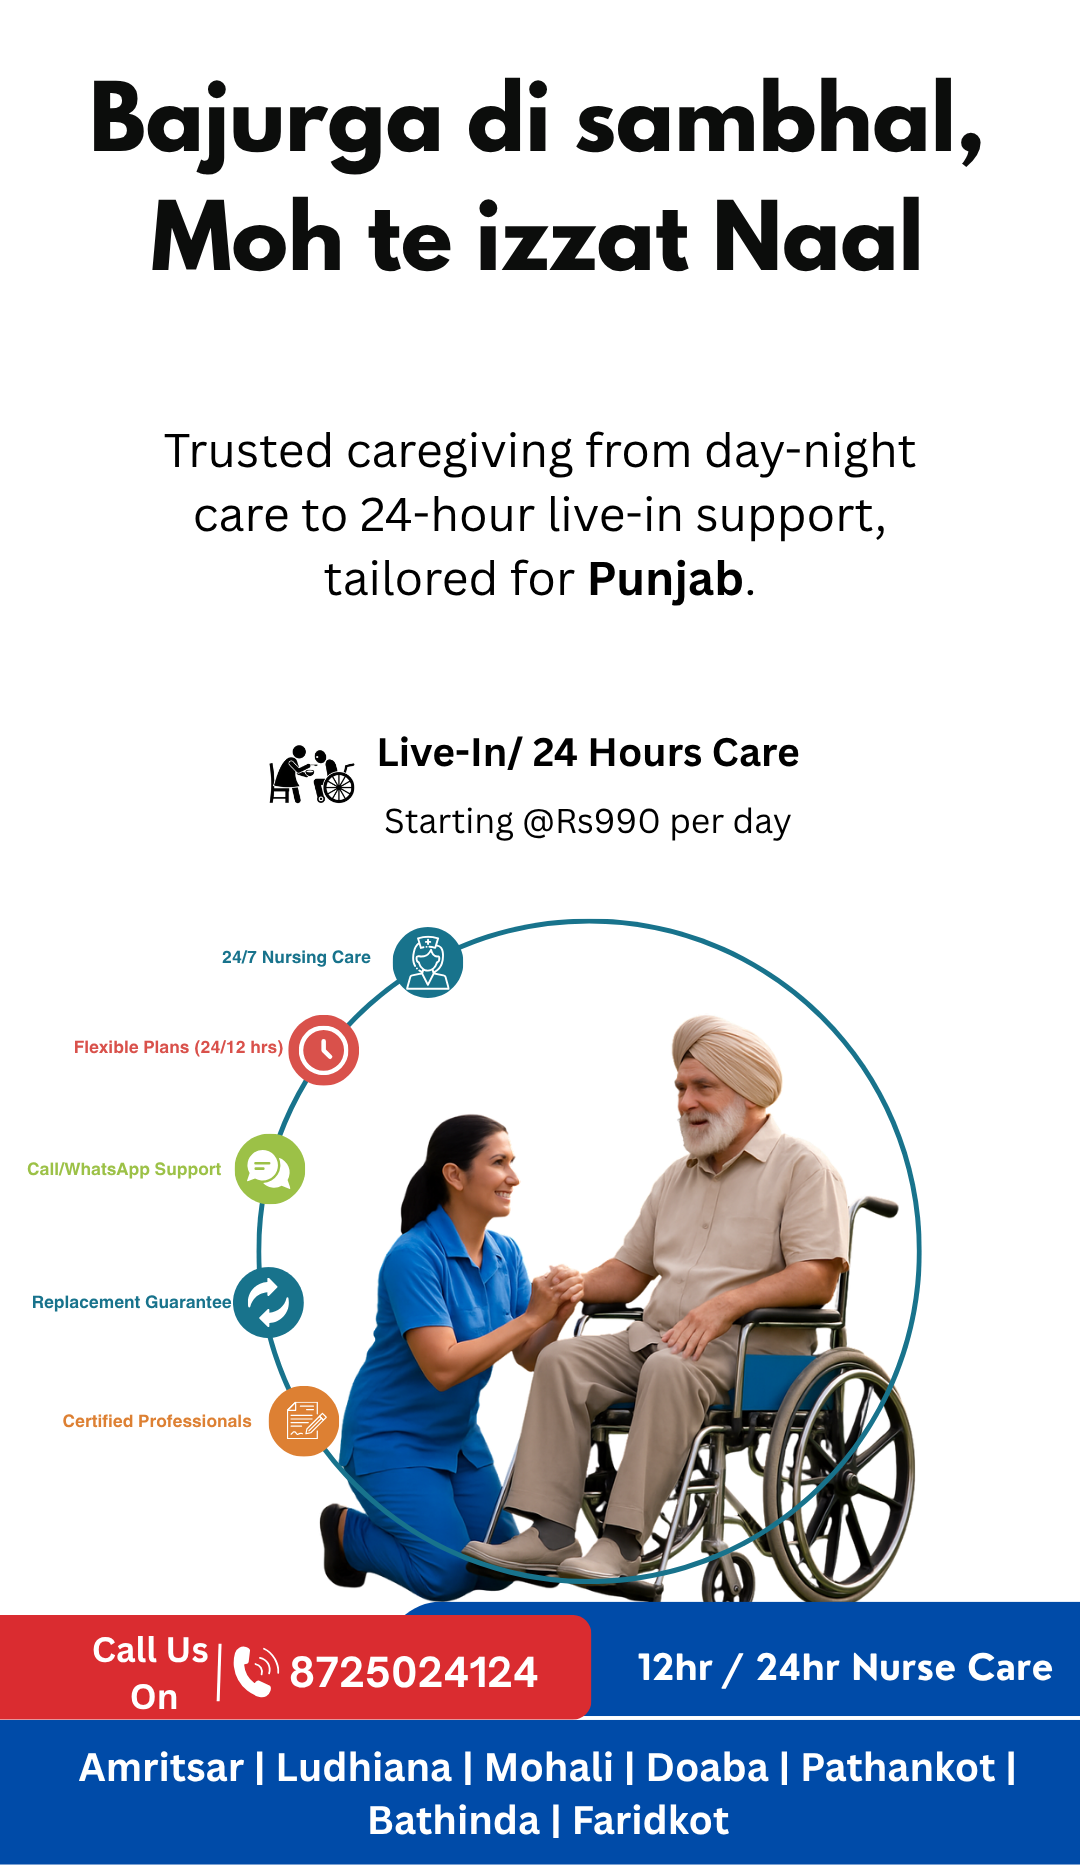 Bajurga di sambhal,
Moh te izzat Naal
Trusted caregiving from day-night
care to 24-hour live-in support,
tailored for Punjab.
Live-In/ 24 Hours Care
Starting @Rs990 per day
24/7 Nursing Care
Flexible Plans (24/12 hrs)
Call/WhatsApp Support
Replacement Guarantee
Certified Professionals
Call Us
On
8725024124
12hr / 24hr Nurse Care
Amritsar | Ludhiana | Mohali | Doaba | Pathankot |
Bathinda | Faridkot